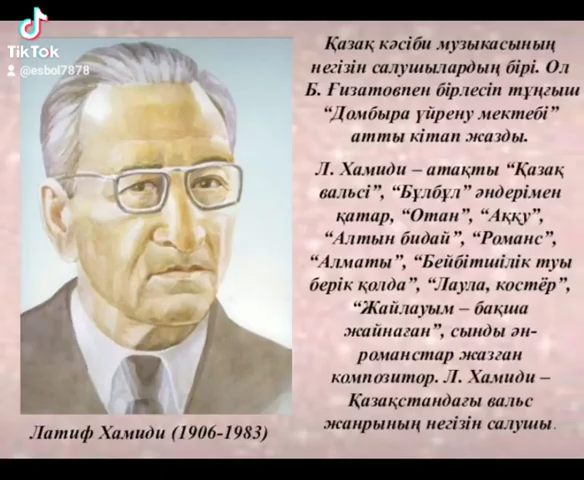 TikTok
@esbol7878
Қазақ кәсіби музыкасының
негізін салушылардың бірі. Ол
Б. Ғизатовпен бірлесіп тұңғыш
“Домбыра үйрену мектебі”
атты кітап жазды.
Л. Хамиди – атақты “Қазақ
вальсі”, “Бұлбұл” әндерімен
қатар, “Отан”, “Аққу”,
“Алтын бидай”, “Романс”,
“Алматы”, “Бейбітшілік туы
берік қолда”, “Лаула, костёр”,
“Жайлауым – бақша
жайнаған”, сынды ән-
романстар жазған
композитор. Л. Хамиди –
Қазақстандағы вальс
жанрының негізін салушы.
Латиф Хамиди (1906-1983)